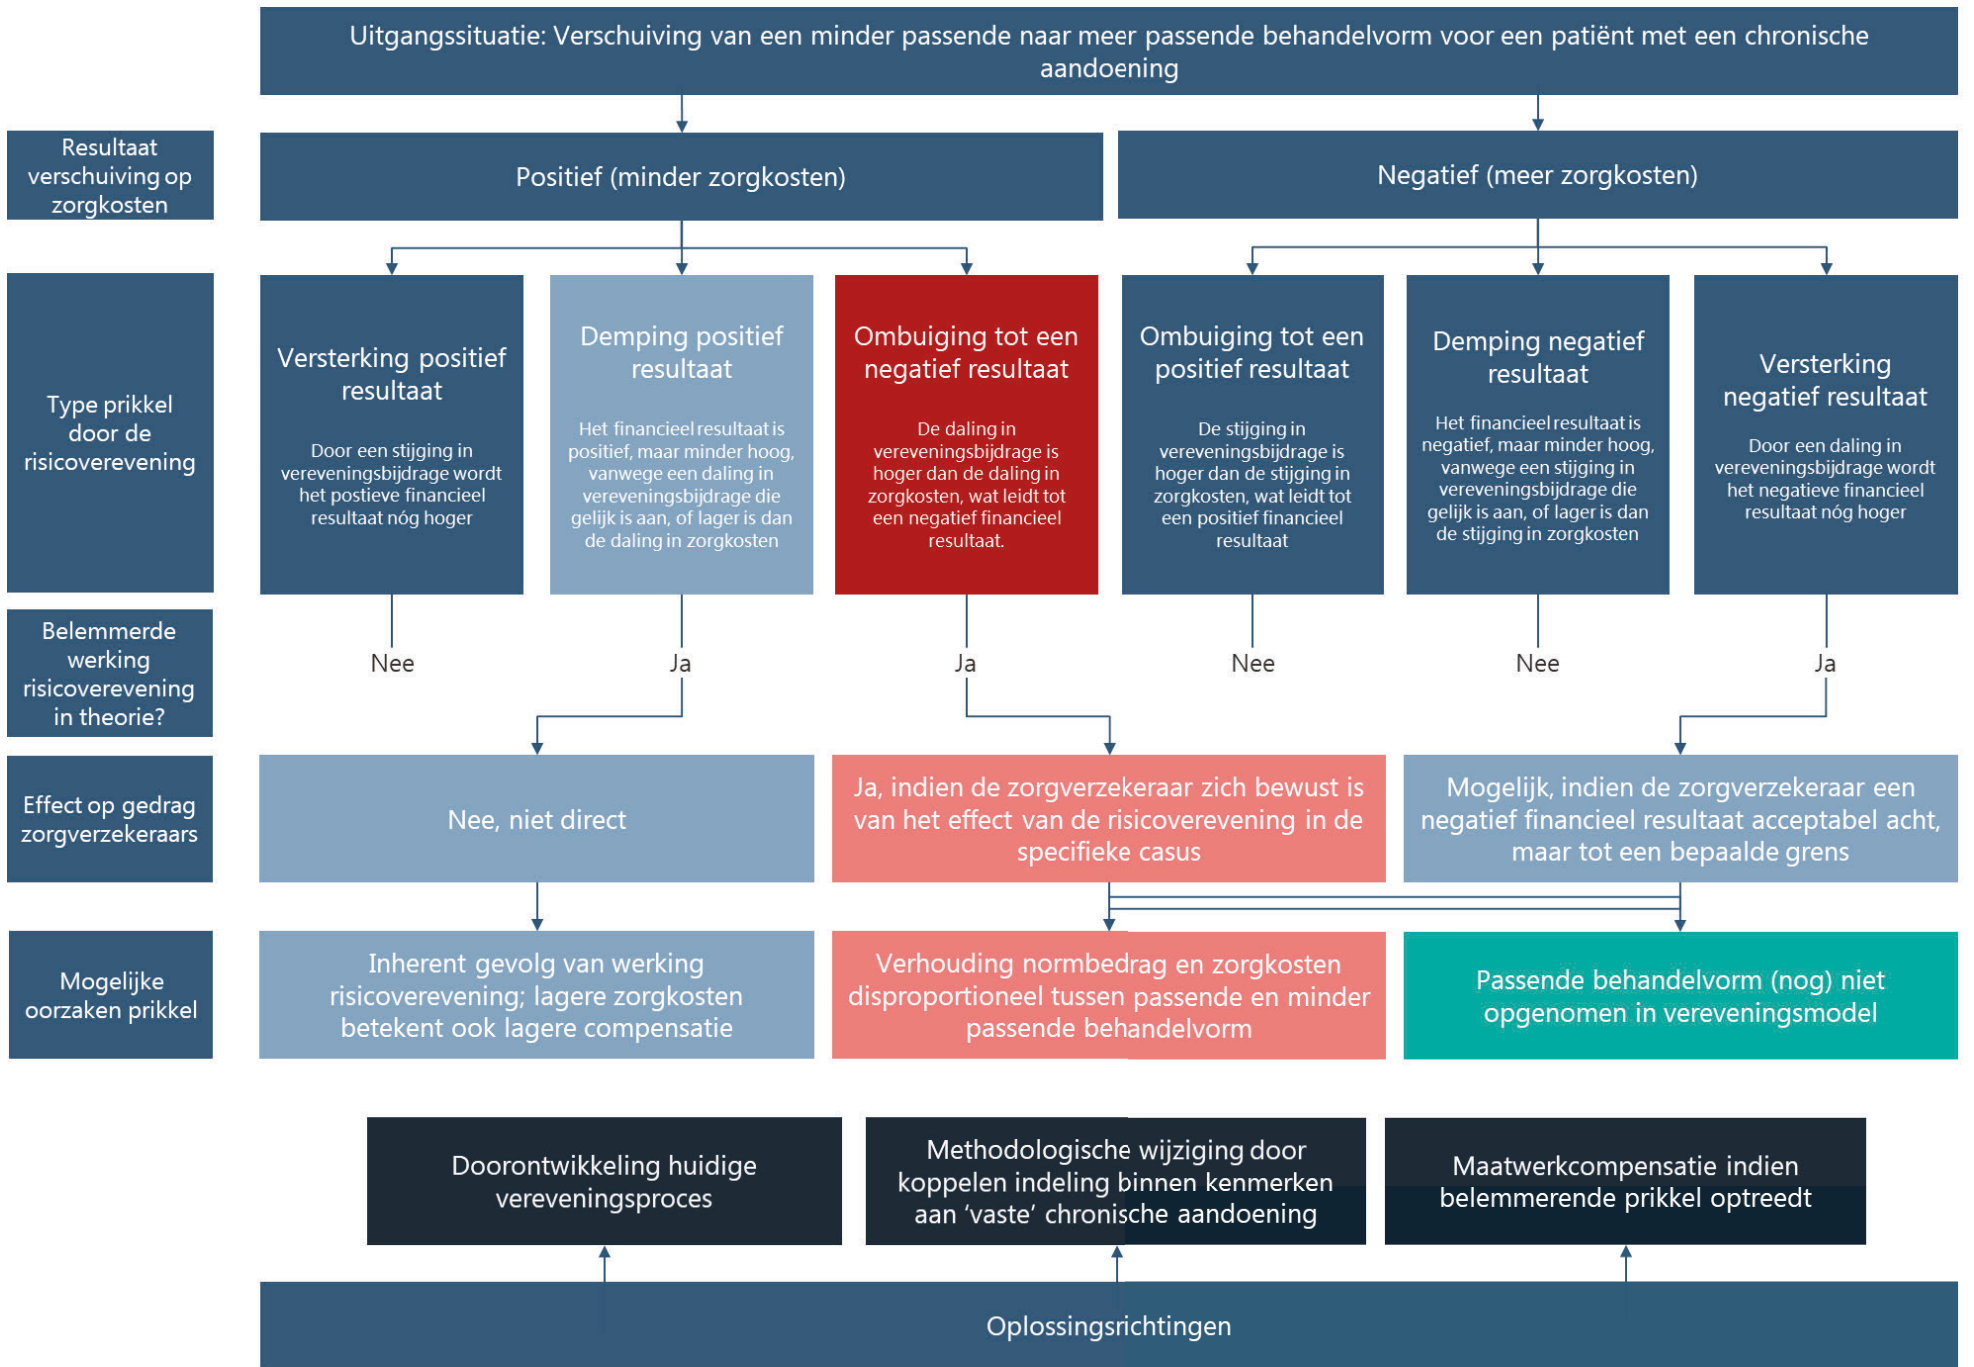 Uitgangssituatie: Verschuiving van een minder passende naar meer passende behandelvorm voor een patiënt met een chronische
aandoening
Resultaat
verschuiving op
zorgkosten
Positief (minder zorgkosten)
Negatief (meer zorgkosten)
Type prikkel
door de
risicoverevening
Versterking positief
resultaat
Door een stijging in
vereveningsbijdrage wordt
het postieve financieel
resultaat nóg hoger
Demping positief
resultaat
Het financieel resultaat is
positief, maar minder hoog,
vanwege een daling in
vereveningsbijdrage die
gelijk is aan, of lager is dan
de daling in zorgkosten
Ombuiging tot een
negatief resultaat
De daling in
vereveningsbijdrage is
hoger dan de daling in
zorgkosten, wat leidt tot
een negatief financieel
resultaat.
Ombuiging tot een
positief resultaat
De stijging in
vereveningsbijdrage is
hoger dan de stijging in
zorgkosten, wat leidt tot
een positief financieel
resultaat
Demping negatief
resultaat
Het financieel resultaat is
negatief, maar minder hoog,
vanwege een stijging in
vereveningsbijdrage die
gelijk is aan, of lager is dan
de stijging in zorgkosten
Versterking
negatief resultaat
Door een daling in
vereveningsbijdrage wordt
het negatieve financieel
resultaat nóg hoger
Belemmerde
werking
risicoverevening
in theorie?
Nee
Ja
Ja
Nee
Nee
Ja
Effect op gedrag
zorgverzekeraars
Nee, niet direct
Ja, indien de zorgverzekeraar zich bewust is
van het effect van de risicoverevening in de
specifieke casus
Mogelijk, indien de zorgverzekeraar een
negatief financieel resultaat acceptabel acht,
maar tot een bepaalde grens
Mogelijke
oorzaken prikkel
Inherent gevolg van werking
risicoverevening; lagere zorgkosten
betekent ook lagere compensatie
Verhouding normbedrag en zorgkosten
disproportioneel tussen passende en minder
passende behandelvorm
Passende behandelvorm (nog) niet
opgenomen in vereveningsmodel
Doorontwikkeling huidige
vereveningsproces
Methodologische wijziging door
koppelen indeling binnen kenmerken
aan ‘vaste’ chronische aandoening
Maatwerkcompensatie indien
belemmerende prikkel optreedt
Oplossingsrichtingen